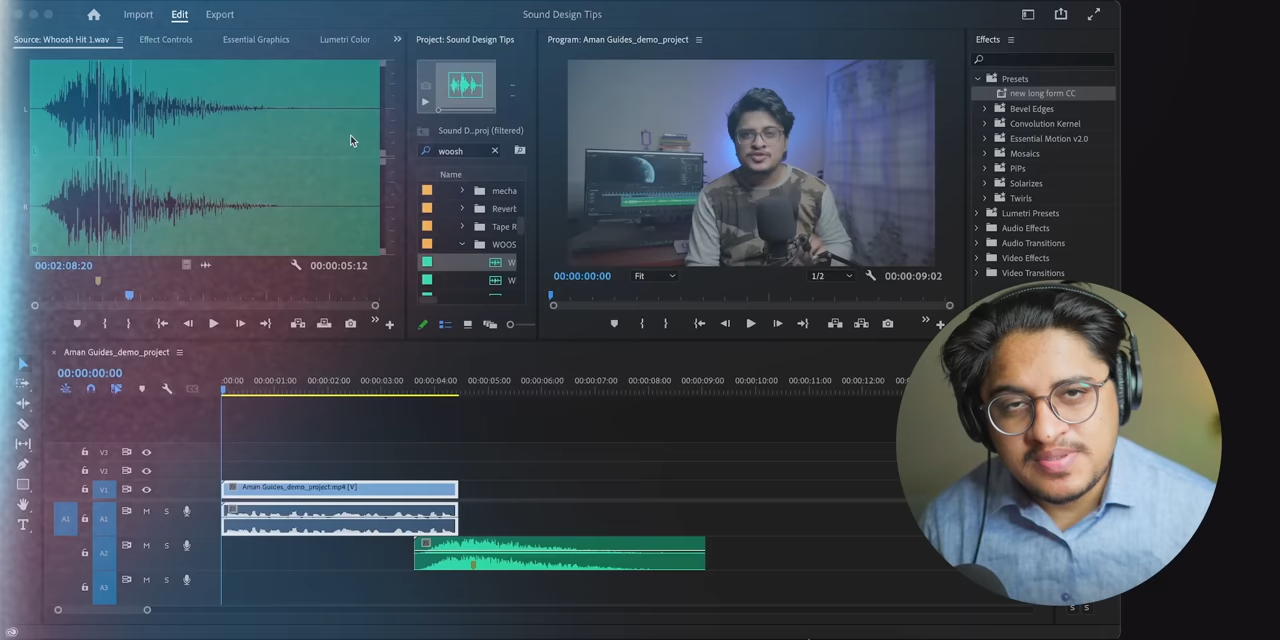 Import Edit Export Sound Design Tips
Source: Whoosh Hit 1.wav Effect Controls Essential Graphics Lumetri Color
Project: Sound Design Tips
Program: Aman Guides_demo_project
Effects
L
R
00:02:08:20 00:00:05:12
Sound D...proj (filtered)
woosh
Name
mecha
Reverb
Tape R
WOOS
W
W
00:00:00:00 Fit 1/2 00:00:09:02
Presets
new long form CC
Bevel Edges
Convolution Kernel
Essential Motion v2.0
Mosaics
PiPs
Solarizes
Twirls
Lumetri Presets
Audio Effects
Audio Transitions
Video Effects
Video Transitions
Aman Guides_demo_project
00:00:00:00
:00:00 00:00:01:00 00:00:02:00 00:00:03:00 00:00:04:00 00:00:05:00 00:00:06:00 00:00:07:00 00:00:08:00 00:00:09:00 00:00:10:00 00:00:11:00 00:00:12:00
V3
V2
V1 Aman Guides_demo_project.mp4 [V]
A1 A1 M S
A2 M S
A3 M S
S S